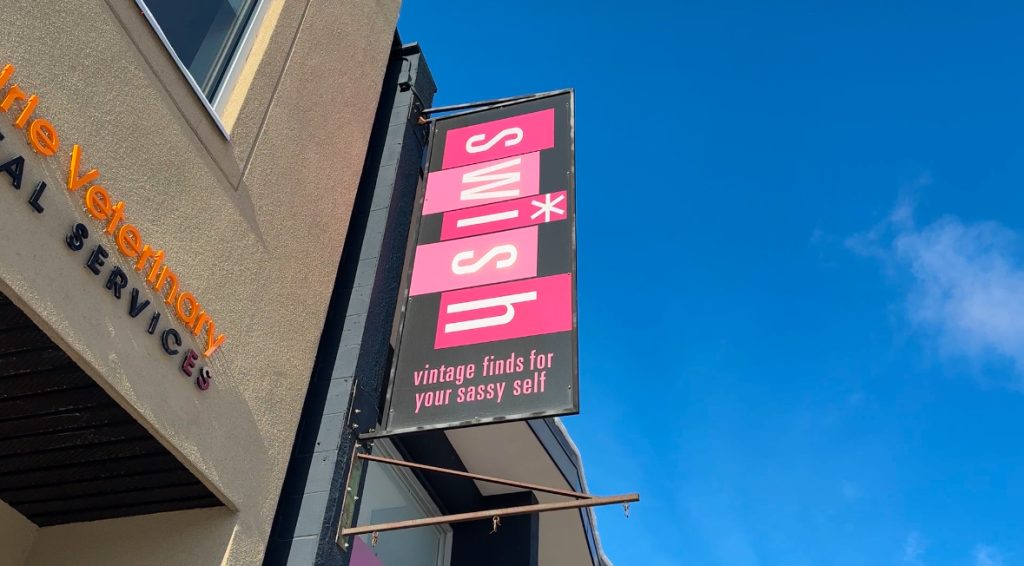 Veterinary
SERVICES
swish*
vintage finds for
your sassy self